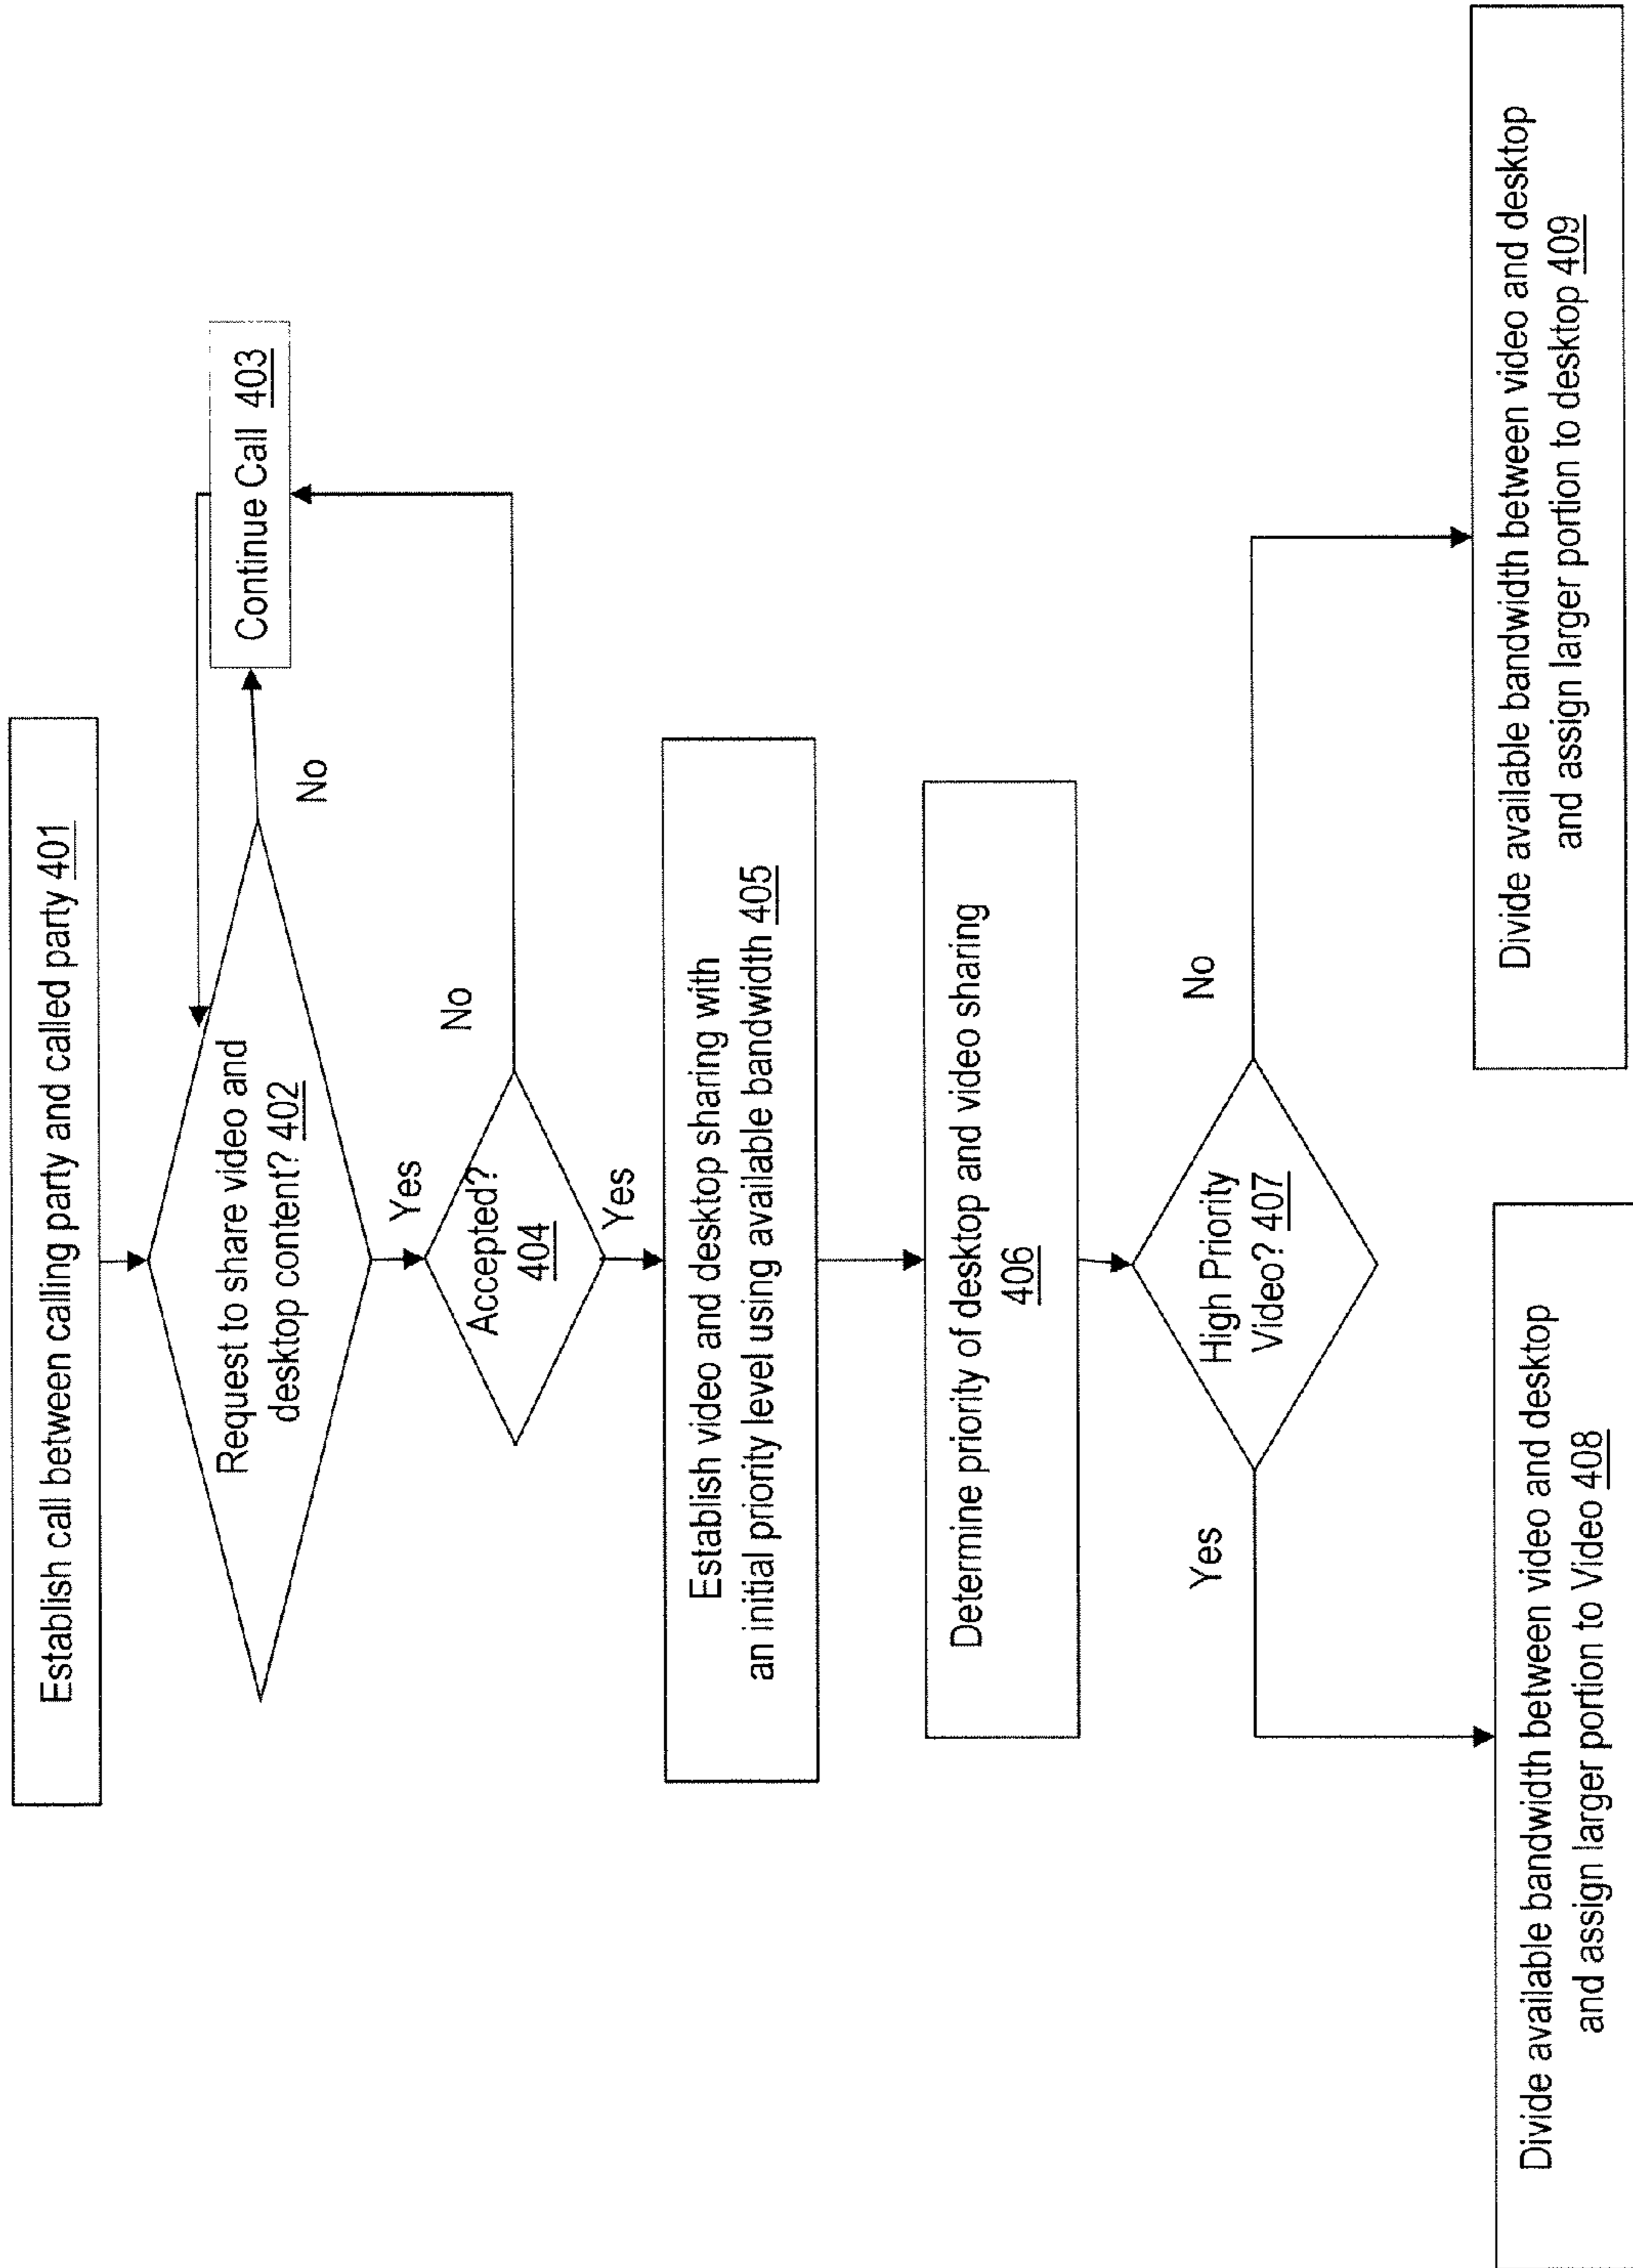 Establish call between calling party and called party 401
Request to share video and
desktop content? 402
No
Continue Call 403
Yes
Accepted?
404
No
Yes
Establish video and desktop sharing with
an initial priority level using available bandwidth 405
Determine priority of desktop and video sharing
406
High Priority
Video? 407
Yes
No
Divide available bandwidth between video and desktop
and assign larger portion to Video 408
Divide available bandwidth between video and desktop
and assign larger portion to desktop 409